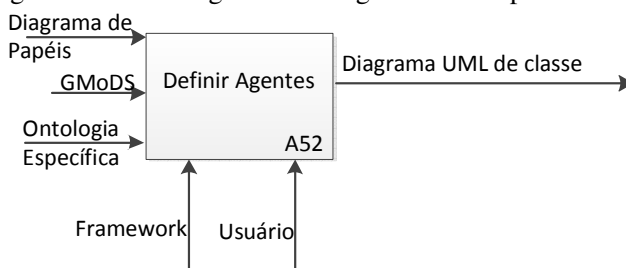 Diagrama de
Papéis
GMoDS
Ontologia
Específica
Definir Agentes
A52
Diagrama UML de classe
Framework
Usuário